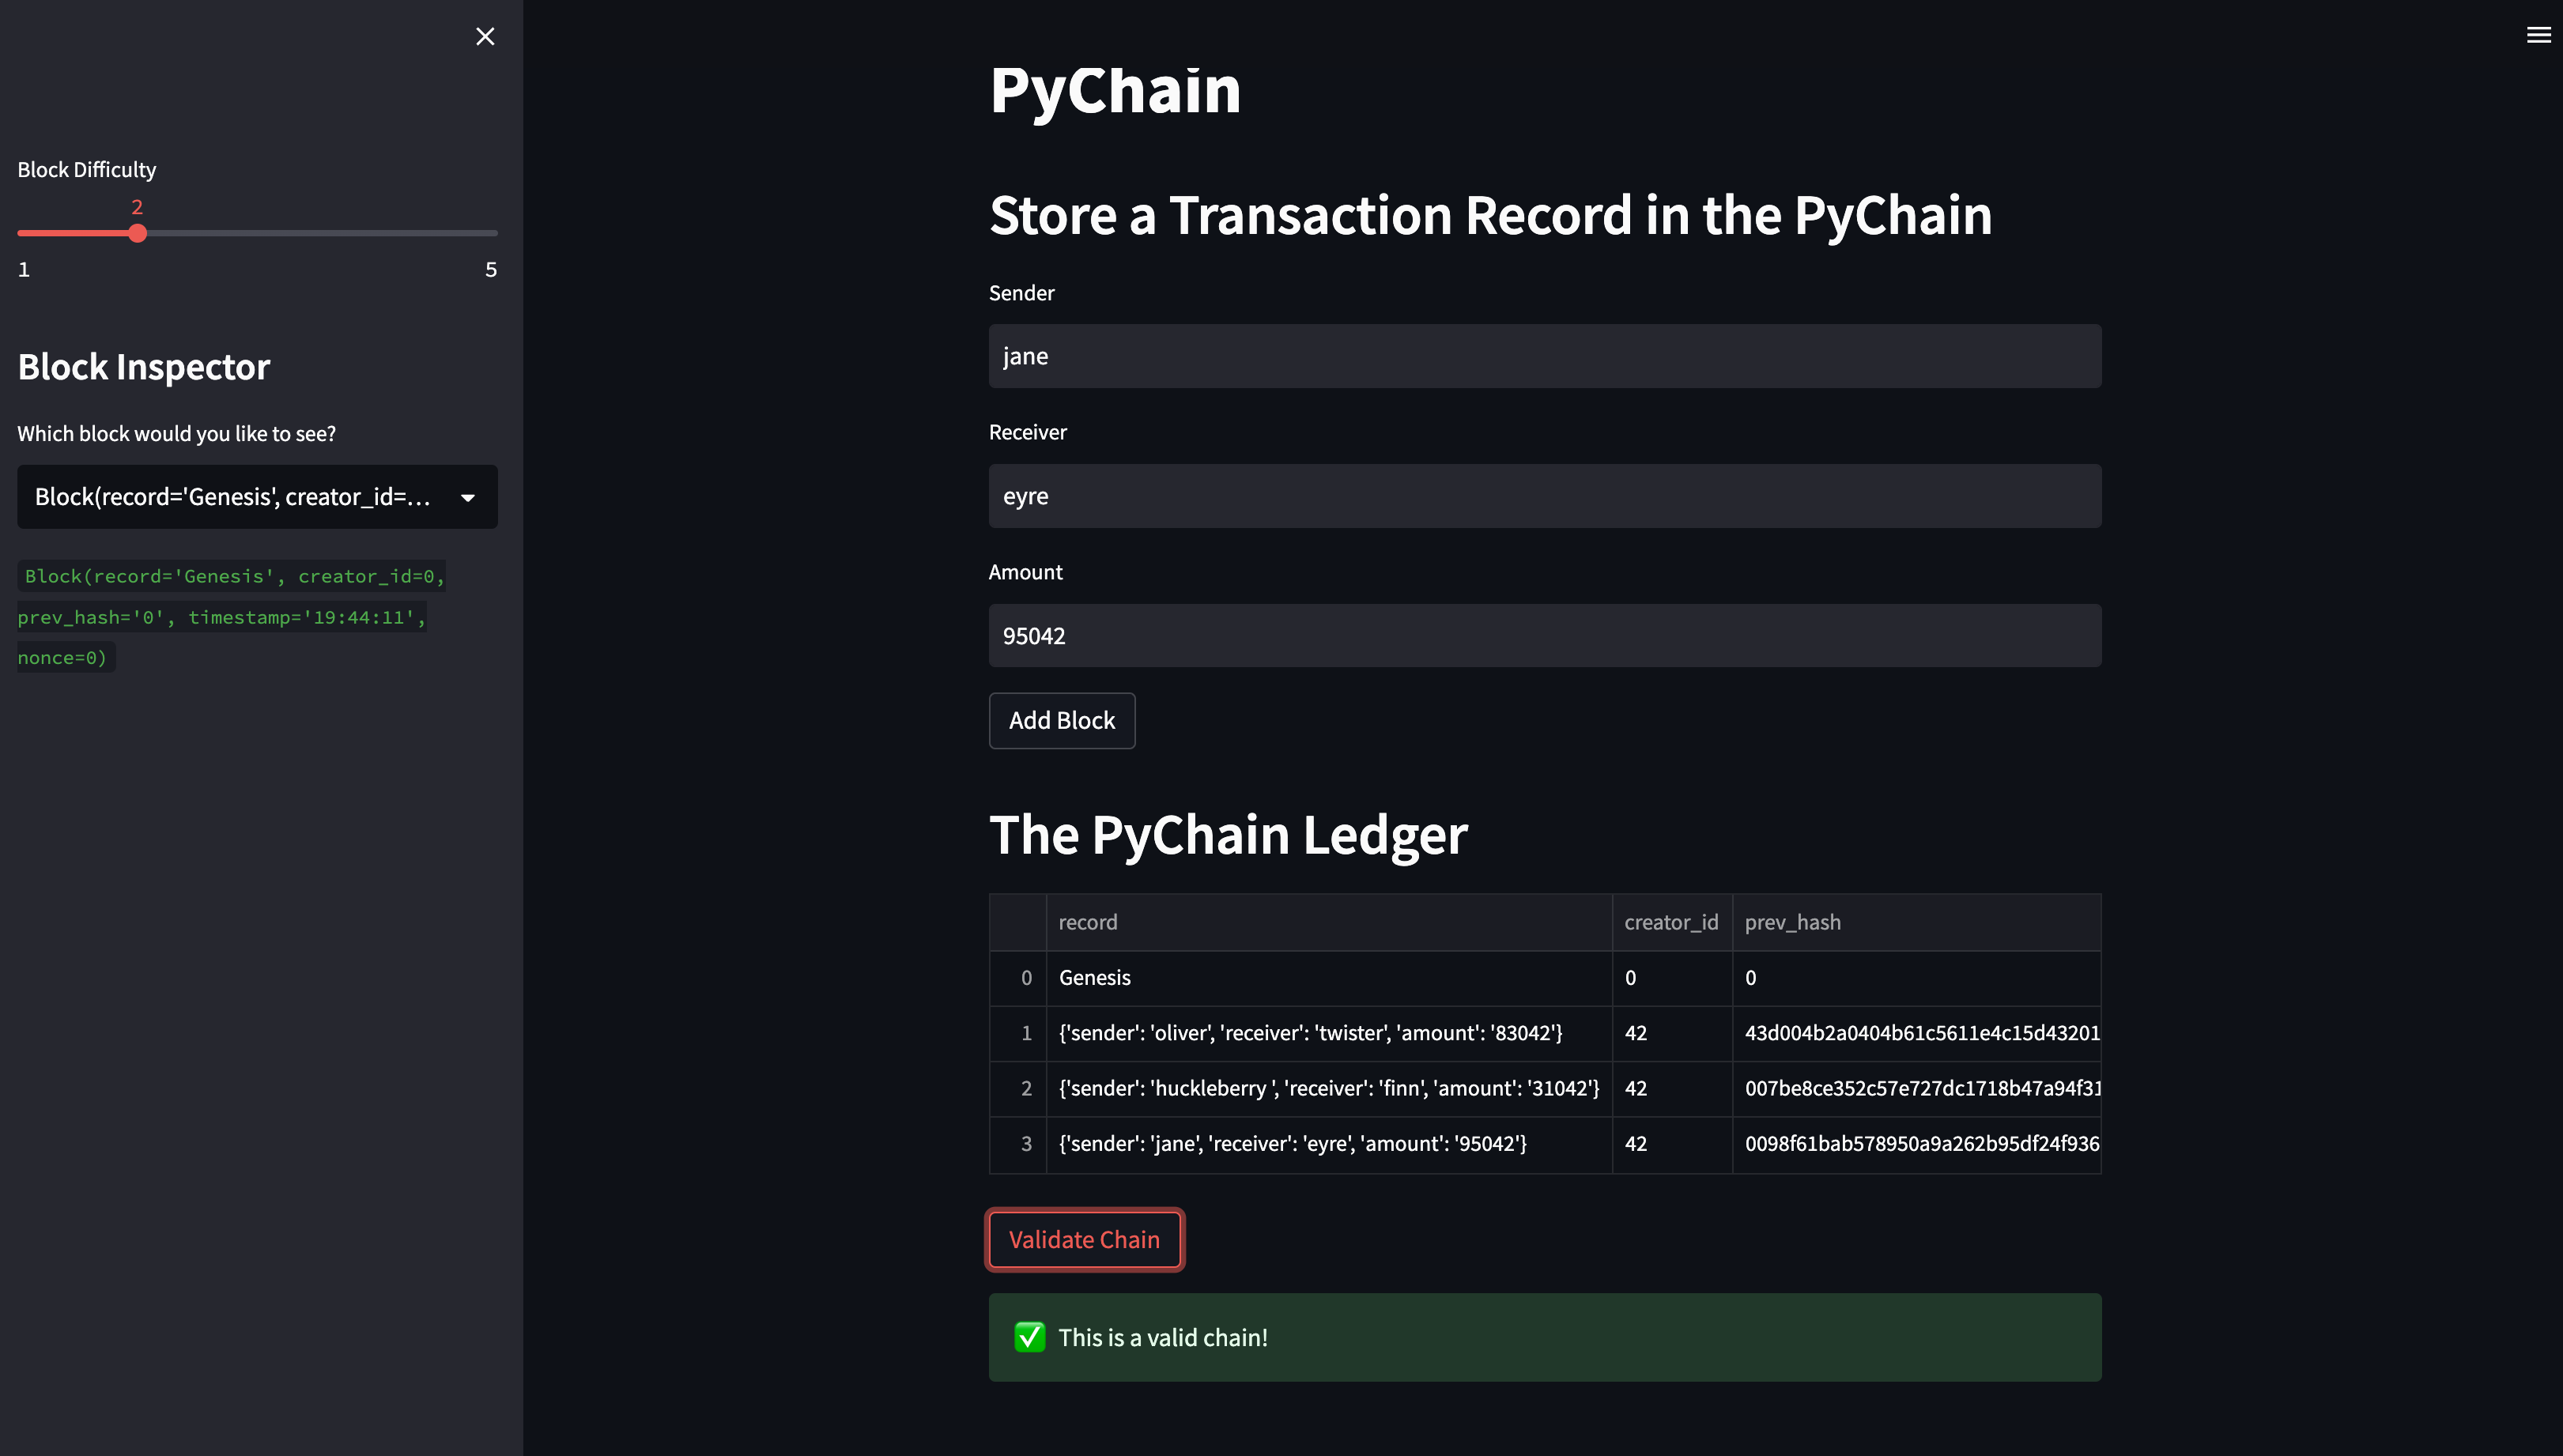 Block Difficulty
2
1 5
Block Inspector
Which block would you like to see?
Block(record='Genesis', creator_id=...
Block(record='Genesis', creator_id=0,
prev_hash='0', timestamp='19:44:11',
nonce=0)
PyChain
Store a Transaction Record in the PyChain
Sender
jane
Receiver
eyre
Amount
95042
Add Block
The PyChain Ledger
record creator_id prev_hash
0 Genesis 0 0
1 {'sender': 'oliver', 'receiver': 'twister', 'amount': '83042'} 42 43d004b2a0404b61c5611e4c15d43201
2 {'sender': 'huckleberry ', 'receiver': 'finn', 'amount': '31042'} 42 007be8ce352c57e727dc1718b47a94f31
3 {'sender': 'jane', 'receiver': 'eyre', 'amount': '95042'} 42 0098f61bab578950a9a262b95df24f936
Validate Chain
✅ This is a valid chain!